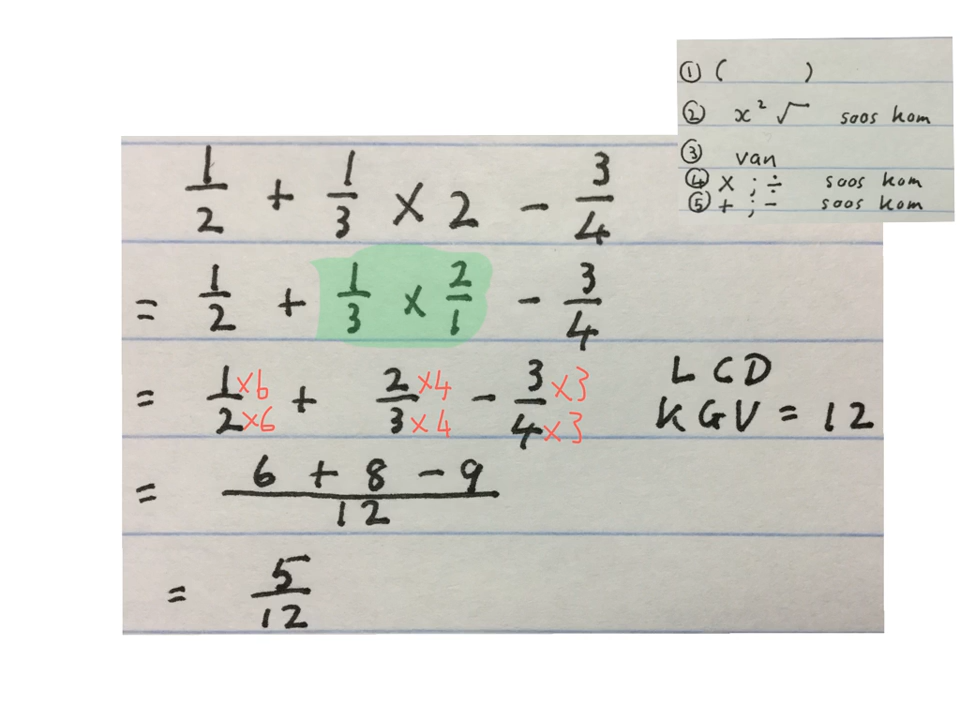 ① ( )
② x² √ soos kom
③ van
④ × ; ÷ soos kom
⑤ + ; - soos kom
1/2 + 1/3 × 2 - 3/4
= 1/2 + 1/3 × 2/1 - 3/4
= 1×6/2×6 + 2×4/3×4 - 3×3/4×3 LCD
KGV = 12
= 6 + 8 - 9/12
= 5/12